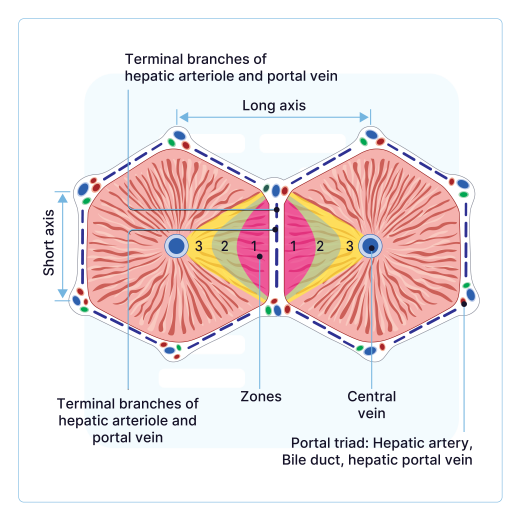 Terminal branches of
hepatic arteriole and portal vein
Long axis
Short axis
3 2 1 1 2 3
Zones
Central
vein
Terminal branches of
hepatic arteriole and
portal vein
Portal triad: Hepatic artery,
Bile duct, hepatic portal vein